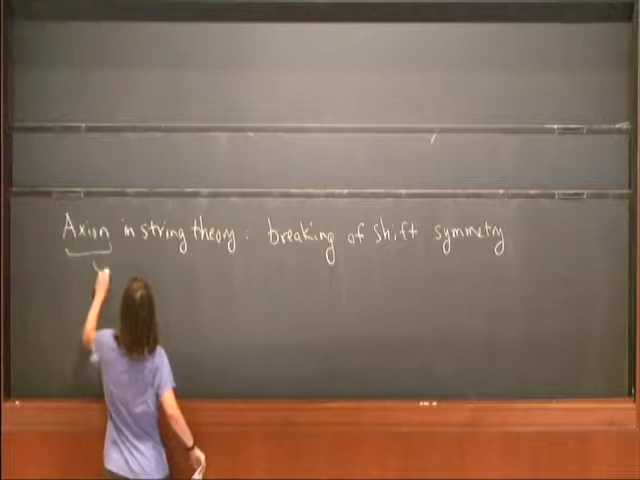 Axion in string theory : breaking of shift symmetry